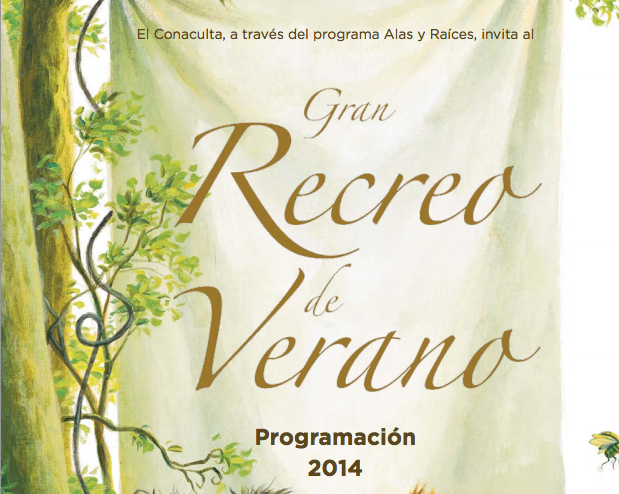 El Conaculta, a través del programa Alas y Raíces, invita al
Gran
Recreo
de
Verano
Programación
2014